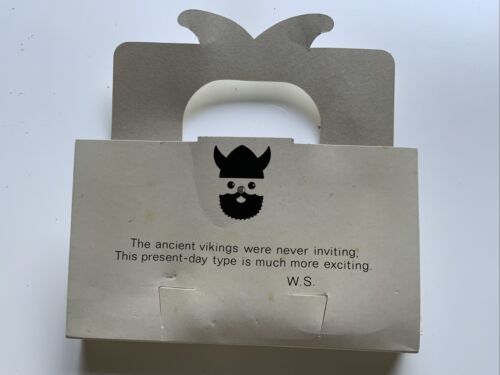 The ancient vikings were never inviting;
This present-day type is much more exciting.
W.S.